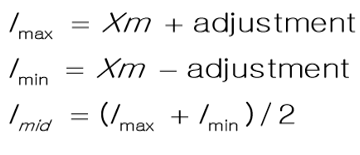 I_max = Xm + adjustment
I_min = Xm − adjustment
I_mid = (I_max + I_min)/2